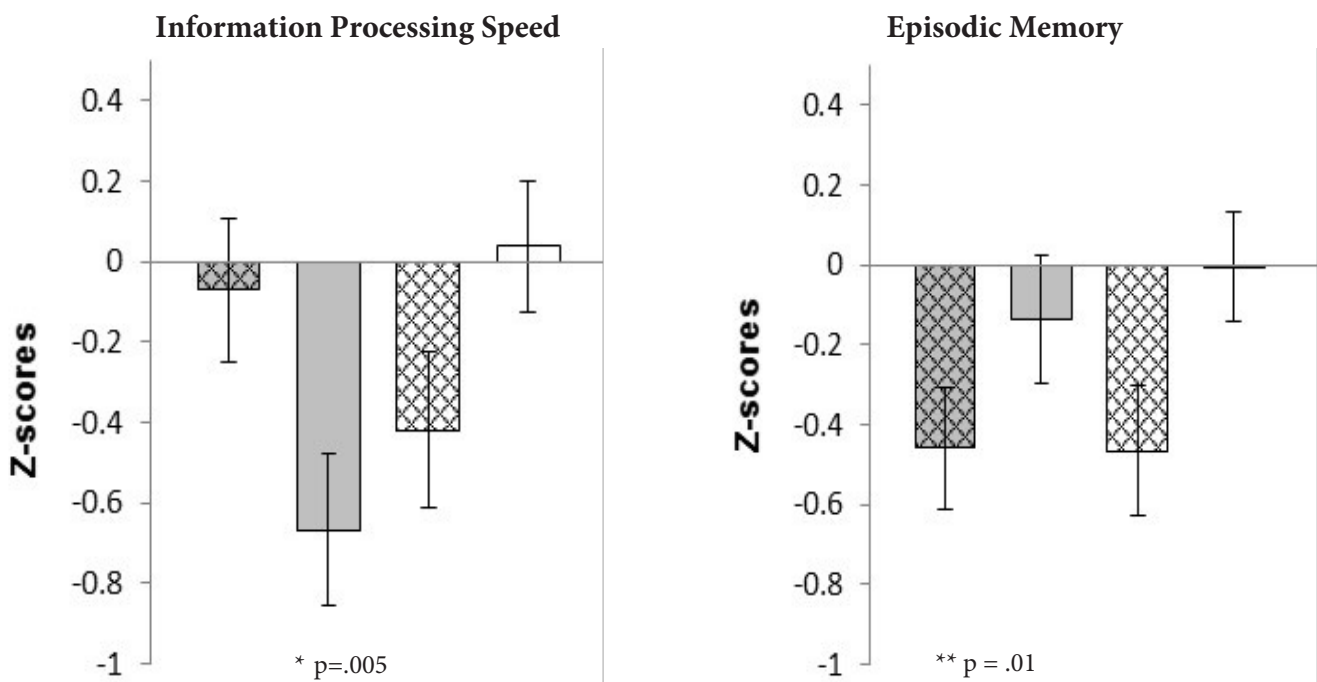 Information Processing Speed
0.4
0.2
0
-0.2
-0.4
-0.6
-0.8
-1
Z-scores
* p=.005
Episodic Memory
0.4
0.2
0
-0.2
-0.4
-0.6
-0.8
-1
Z-scores
** p = .01